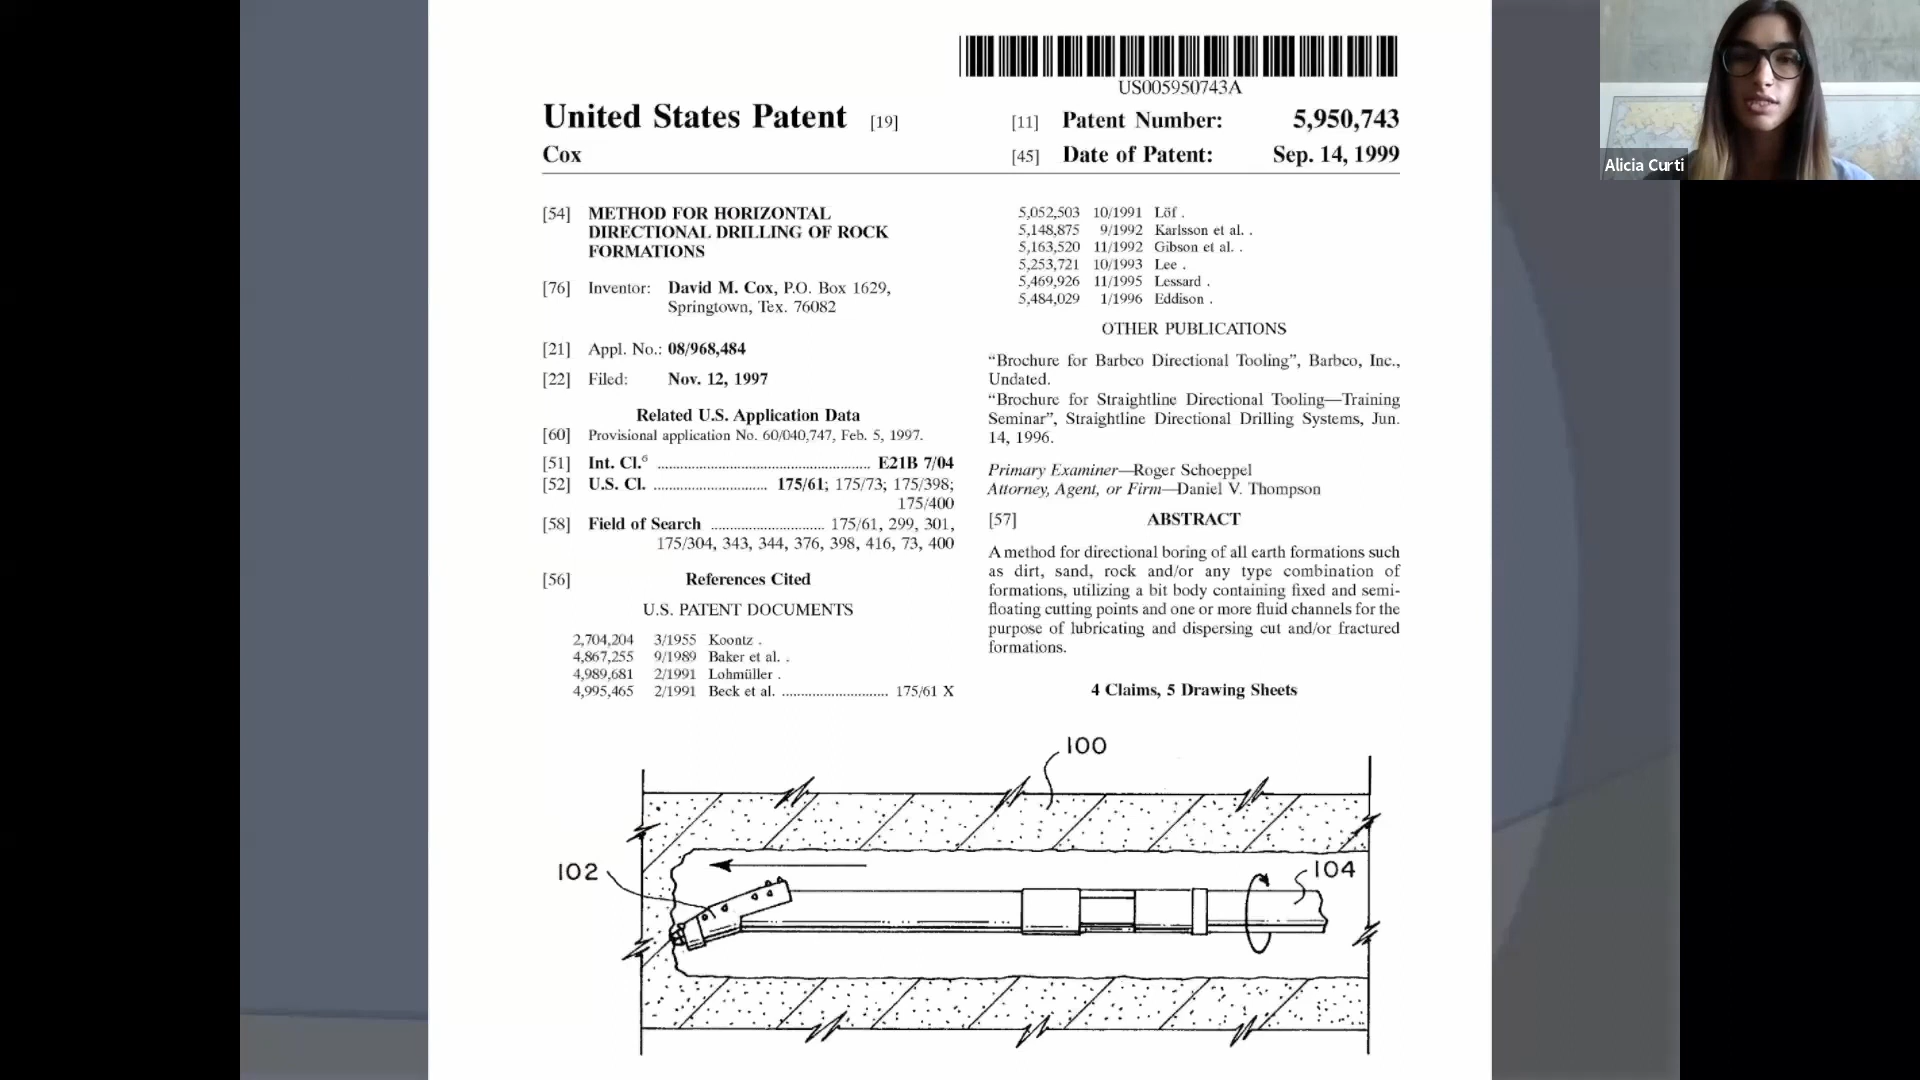 US005950743A
United States Patent [19]
Cox
[11] Patent Number: 5,950,743
[45] Date of Patent: Sep. 14, 1999
[54] METHOD FOR HORIZONTAL
DIRECTIONAL DRILLING OF ROCK
FORMATIONS
[76] Inventor: David M. Cox, P.O. Box 1629,
Springtown, Tex. 76082
[21] Appl. No.: 08/968,484
[22] Filed: Nov. 12, 1997
Related U.S. Application Data
[60] Provisional application No. 60/040,747, Feb. 5, 1997.
[51] Int. Cl.⁶ .................................................... E21B 7/04
[52] U.S. Cl. ............................ 175/61; 175/73; 175/398;
175/400
[58] Field of Search ............................ 175/61, 299, 301,
175/304, 343, 344, 376, 398, 416, 73, 400
[56] References Cited
U.S. PATENT DOCUMENTS
2,704,204 3/1955 Koontz .
4,867,255 9/1989 Baker et al. .
4,989,681 2/1991 Lohmüller .
4,995,465 2/1991 Beck et al. .......................... 175/61 X
5,052,503 10/1991 Löf .
5,148,875 9/1992 Karlsson et al. .
5,163,520 11/1992 Gibson et al. .
5,253,721 10/1993 Lee .
5,469,926 11/1995 Lessard .
5,484,029 1/1996 Eddison .
OTHER PUBLICATIONS
“Brochure for Barbco Directional Tooling”, Barbco, Inc.,
Undated.
“Brochure for Straightline Directional Tooling—Training
Seminar”, Straightline Directional Drilling Systems, Jun.
14, 1996.
Primary Examiner—Roger Schoeppel
Attorney, Agent, or Firm—Daniel V. Thompson
[57] ABSTRACT
A method for directional boring of all earth formations such
as dirt, sand, rock and/or any type combination of
formations, utilizing a bit body containing fixed and semi-
floating cutting points and one or more fluid channels for the
purpose of lubricating and dispersing cut and/or fractured
formations.
4 Claims, 5 Drawing Sheets
100
102
104
Alicia Curti